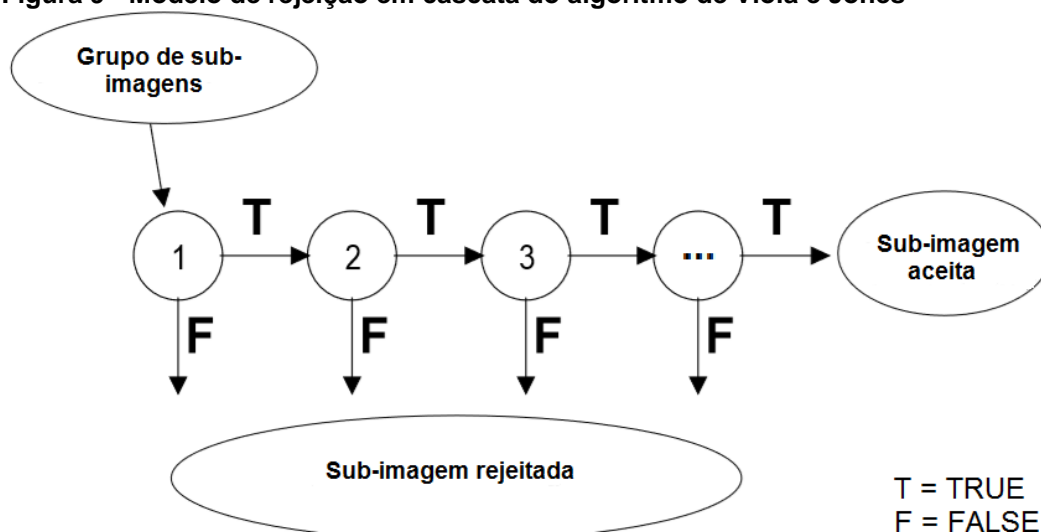 Grupo de sub-
imagens
T
T
T
T
1
2
3
...
Sub-imagem
aceita
F
F
F
F
Sub-imagem rejeitada
T = TRUE
F = FALSE